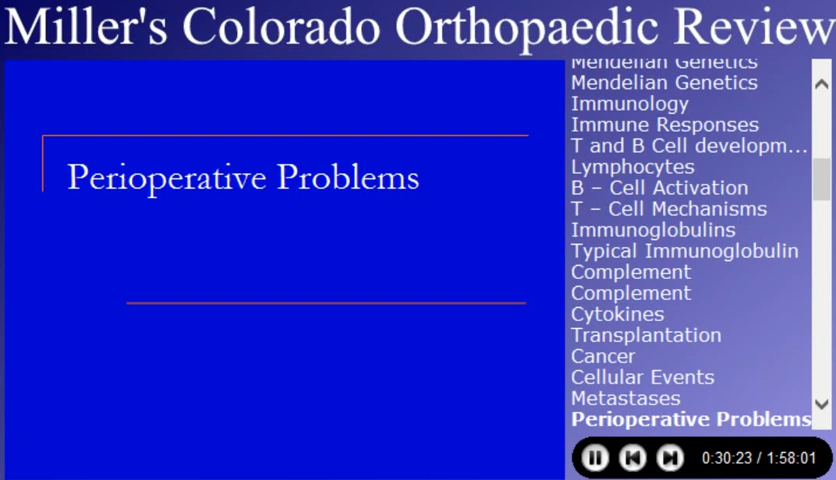 Miller's Colorado Orthopaedic Review
Perioperative Problems
Mendelian Genetics
Mendelian Genetics
Immunology
Immune Responses
T and B Cell developm...
Lymphocytes
B – Cell Activation
T – Cell Mechanisms
Immunoglobulins
Typical Immunoglobulin
Complement
Complement
Cytokines
Transplantation
Cancer
Cellular Events
Metastases
Perioperative Problems
0:30:23 / 1:58:01